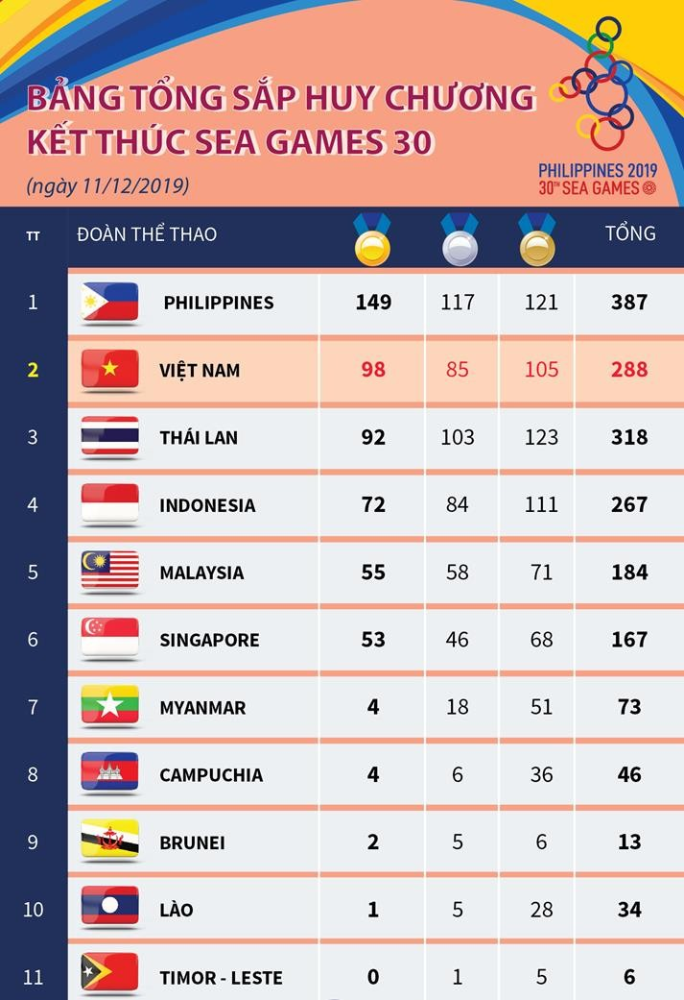 BẢNG TỔNG SẮP HUY CHƯƠNG
KẾT THÚC SEA GAMES 30
(ngày 11/12/2019)
PHILIPPINES 2019
30TH SEA GAMES
TT ĐOÀN THỂ THAO TỔNG
1 PHILIPPINES 149 117 121 387
2 VIỆT NAM 98 85 105 288
3 THÁI LAN 92 103 123 318
4 INDONESIA 72 84 111 267
5 MALAYSIA 55 58 71 184
6 SINGAPORE 53 46 68 167
7 MYANMAR 4 18 51 73
8 CAMPUCHIA 4 6 36 46
9 BRUNEI 2 5 6 13
10 LÀO 1 5 28 34
11 TIMOR - LESTE 0 1 5 6